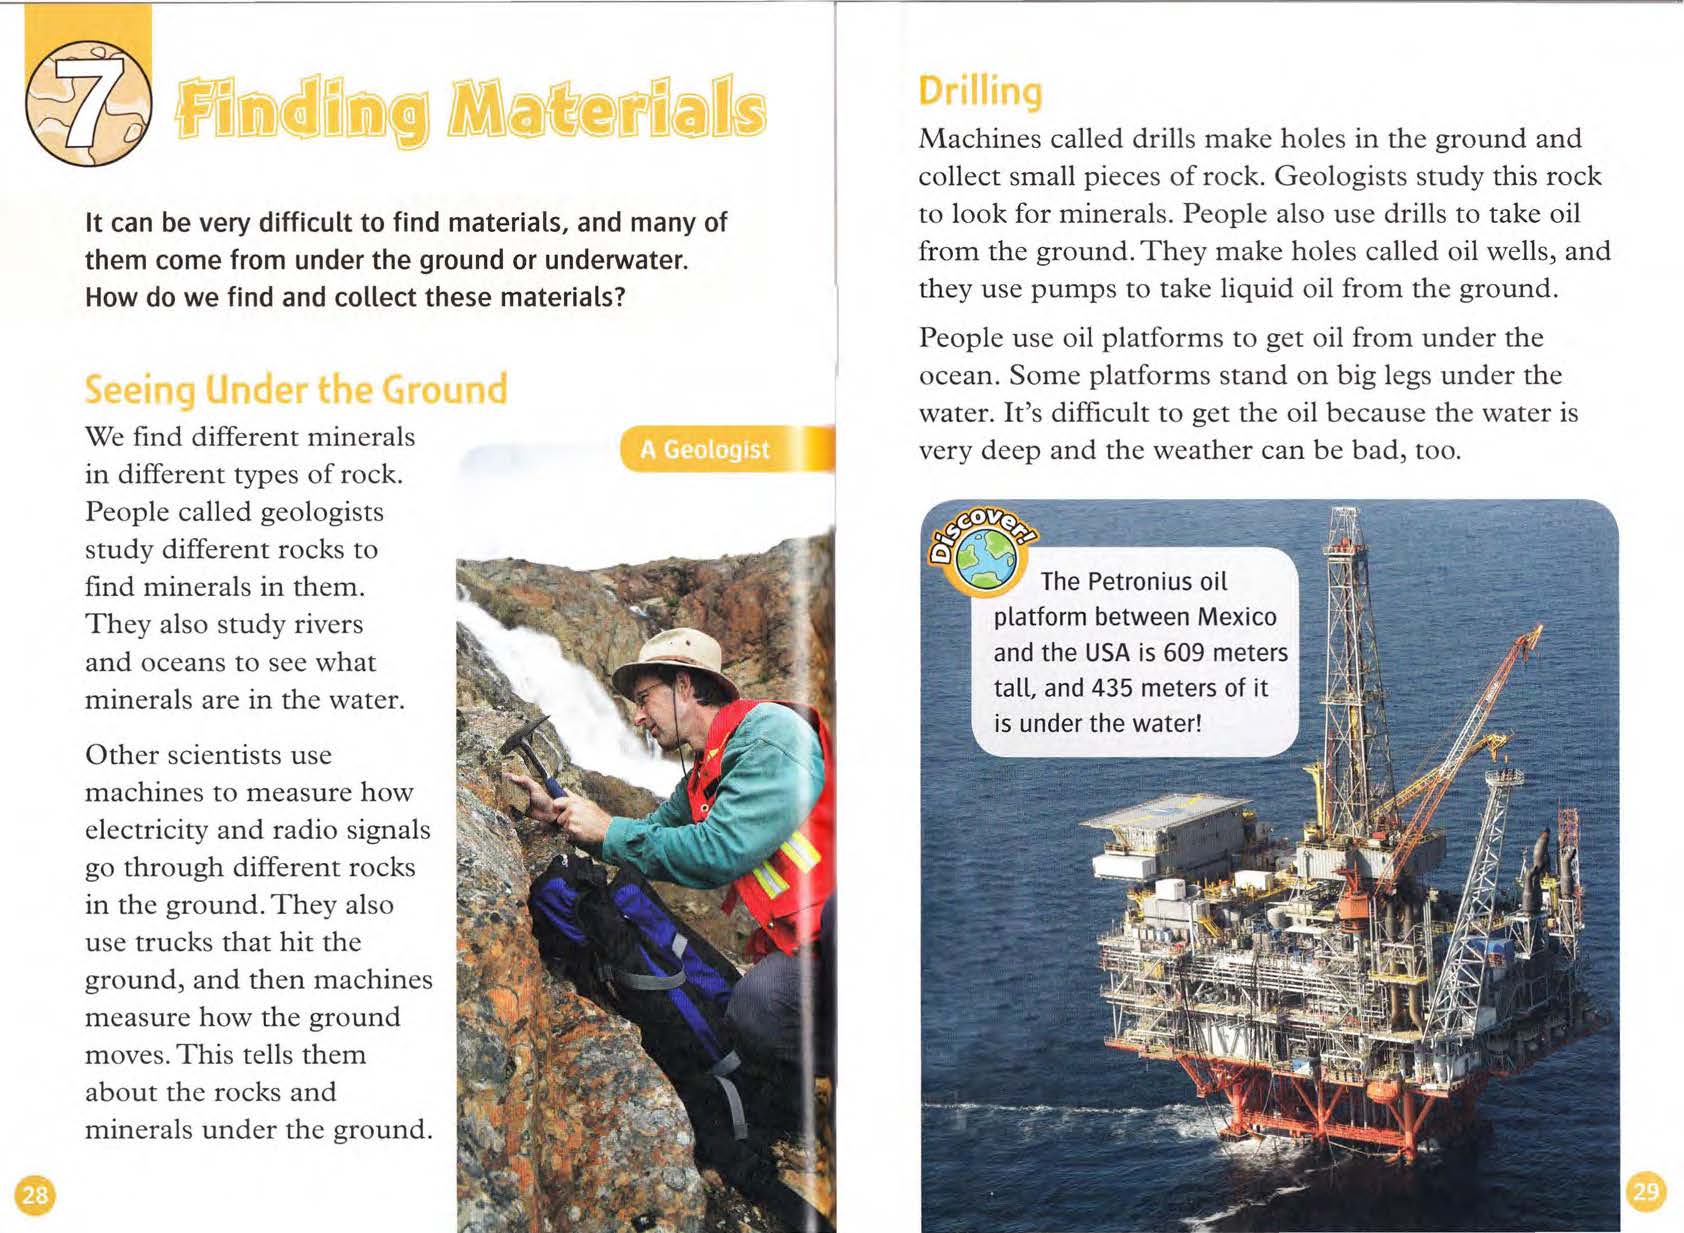 7
Finding Materials
It can be very difficult to find materials, and many of
them come from under the ground or underwater.
How do we find and collect these materials?
Seeing Under the Ground
We find different minerals
in different types of rock.
People called geologists
study different rocks to
find minerals in them.
They also study rivers
and oceans to see what
minerals are in the water.
Other scientists use
machines to measure how
electricity and radio signals
go through different rocks
in the ground. They also
use trucks that hit the
ground, and then machines
measure how the ground
moves. This tells them
about the rocks and
minerals under the ground.
A Geologist
28
Drilling
Machines called drills make holes in the ground and
collect small pieces of rock. Geologists study this rock
to look for minerals. People also use drills to take oil
from the ground. They make holes called oil wells, and
they use pumps to take liquid oil from the ground.
People use oil platforms to get oil from under the
ocean. Some platforms stand on big legs under the
water. It's difficult to get the oil because the water is
very deep and the weather can be bad, too.
Discover!
The Petronius oil
platform between Mexico
and the USA is 609 meters
tall, and 435 meters of it
is under the water!
29